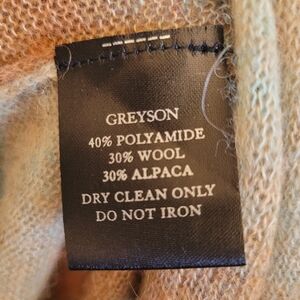 GREYSON
40% POLYAMIDE
30% WOOL
30% ALPACA
DRY CLEAN ONLY
DO NOT IRON